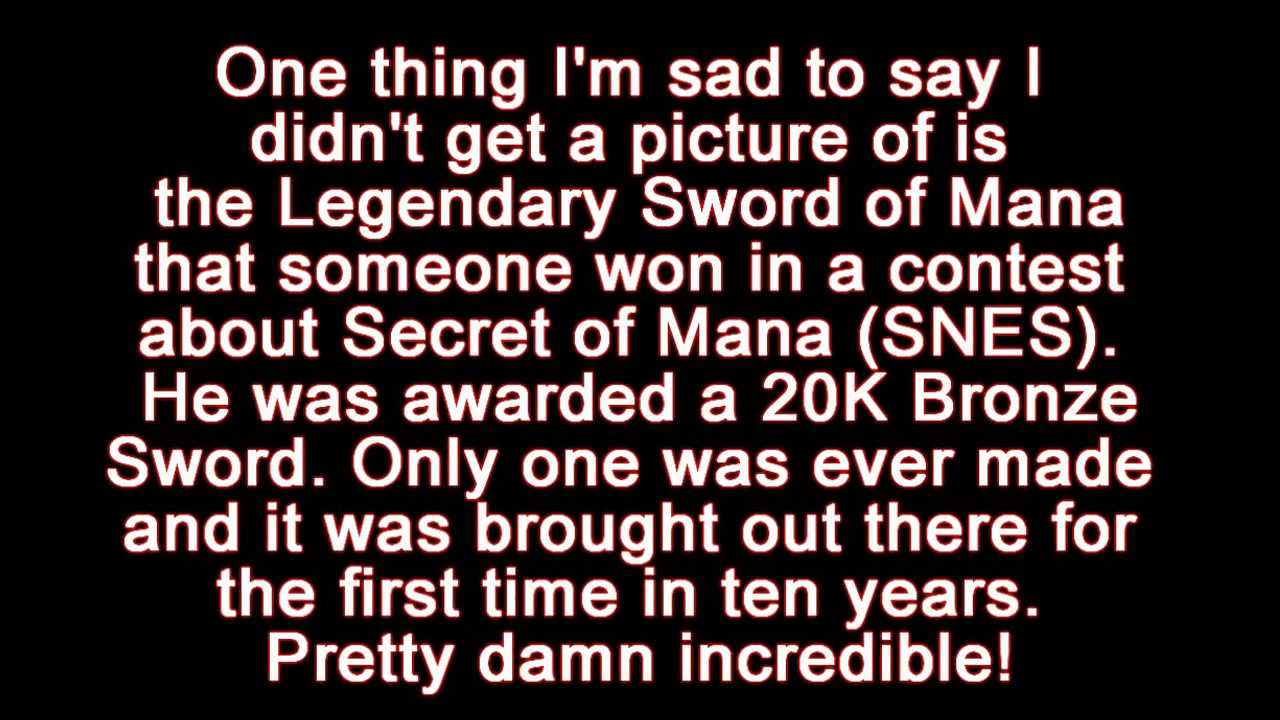 One thing I'm sad to say I
didn't get a picture of is
the Legendary Sword of Mana
that someone won in a contest
about Secret of Mana (SNES).
He was awarded a 20K Bronze
Sword. Only one was ever made
and it was brought out there for
the first time in ten years.
Pretty damn incredible!